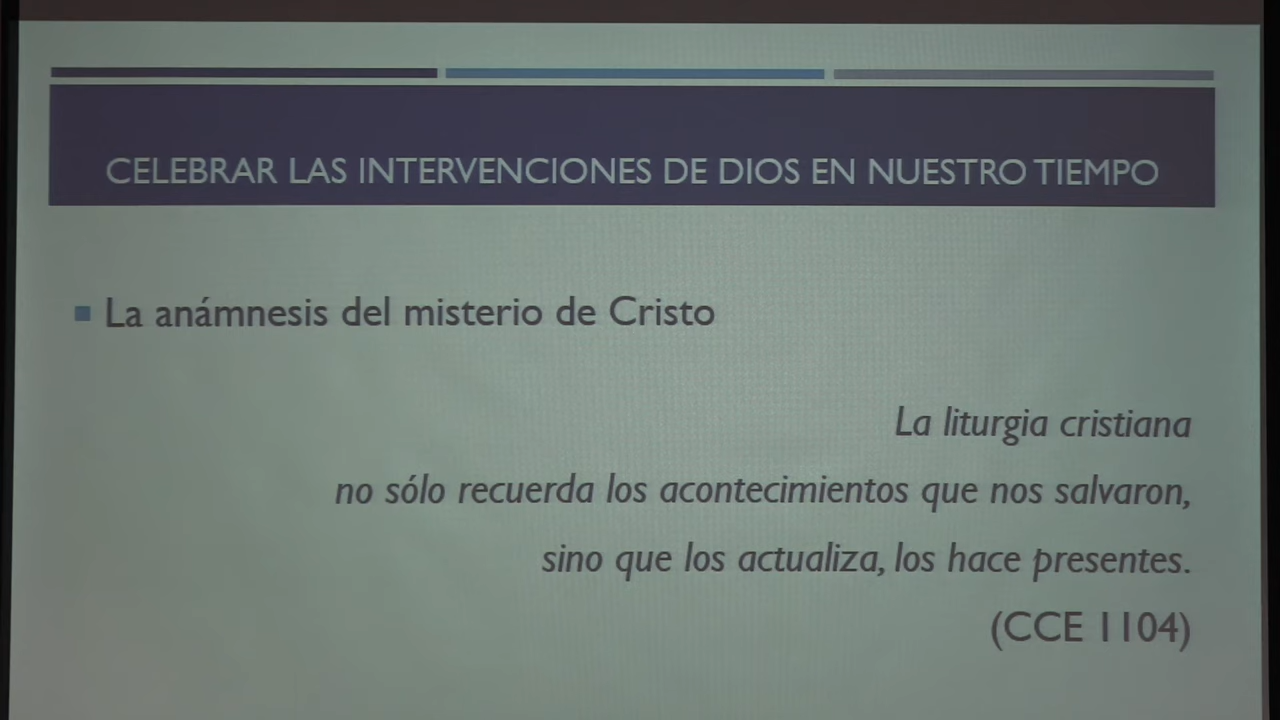 CELEBRAR LAS INTERVENCIONES DE DIOS EN NUESTRO TIEMPO
La anámnesis del misterio de Cristo
La liturgia cristiana
no sólo recuerda los acontecimientos que nos salvaron,
sino que los actualiza, los hace presentes.
(CCE 1104)